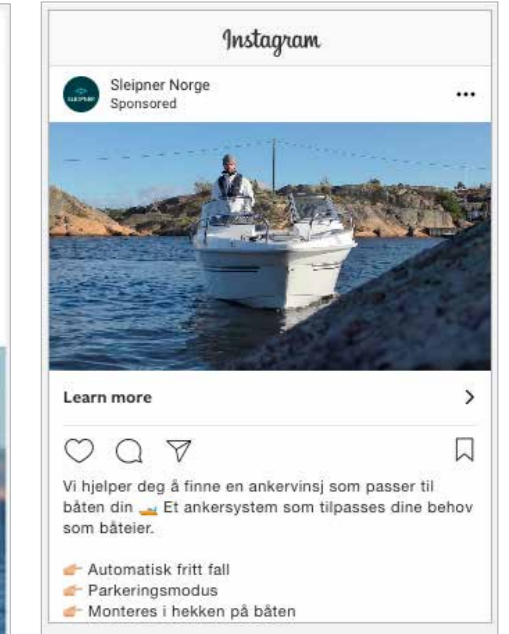 Instagram
SLEIPNER
Sleipner Norge
Sponsored
Learn more
Vi hjelper deg å finne en ankervinsj som passer til
båten din 🚤 Et ankersystem som tilpasses dine behov
som båteier.
👉 Automatisk fritt fall
👉 Parkeringsmodus
👉 Monteres i hekken på båten